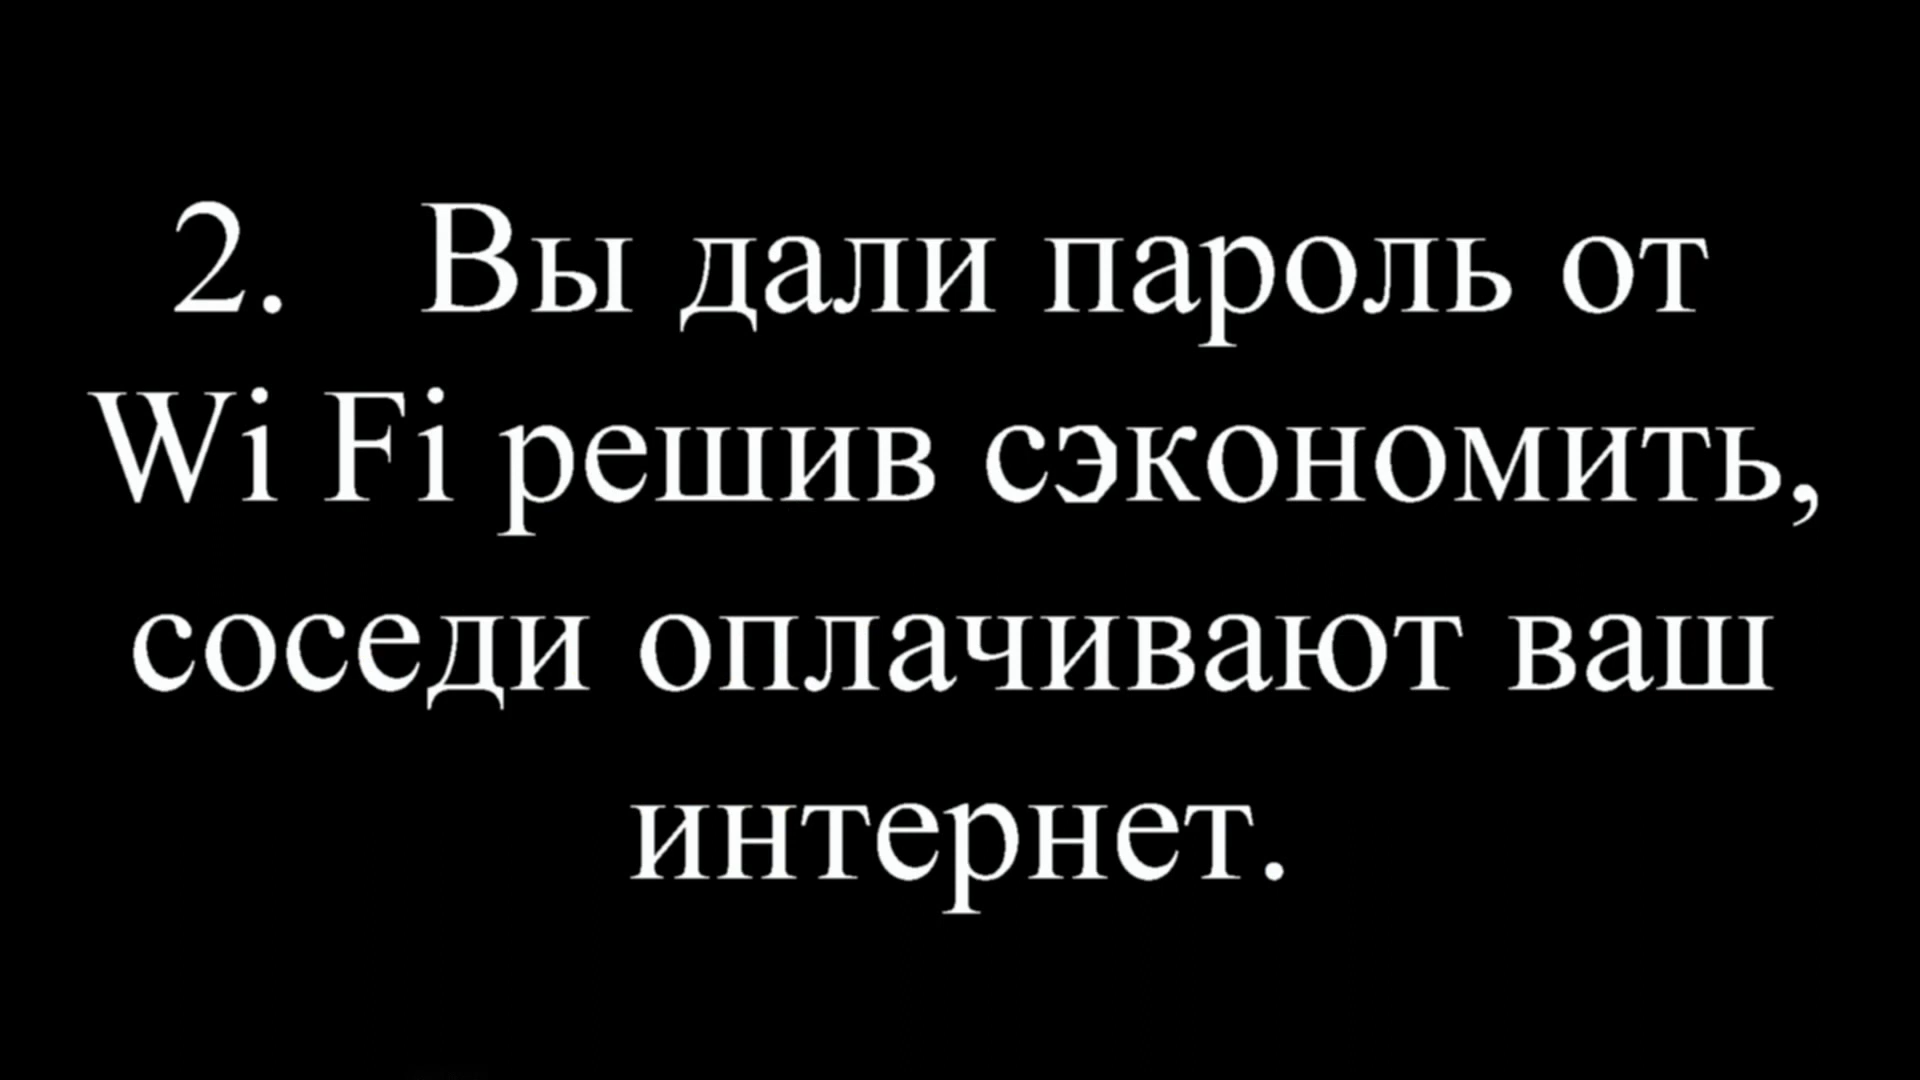 2. Вы дали пароль от
Wi Fi решив сэкономить,
соседи оплачивают ваш
интернет.